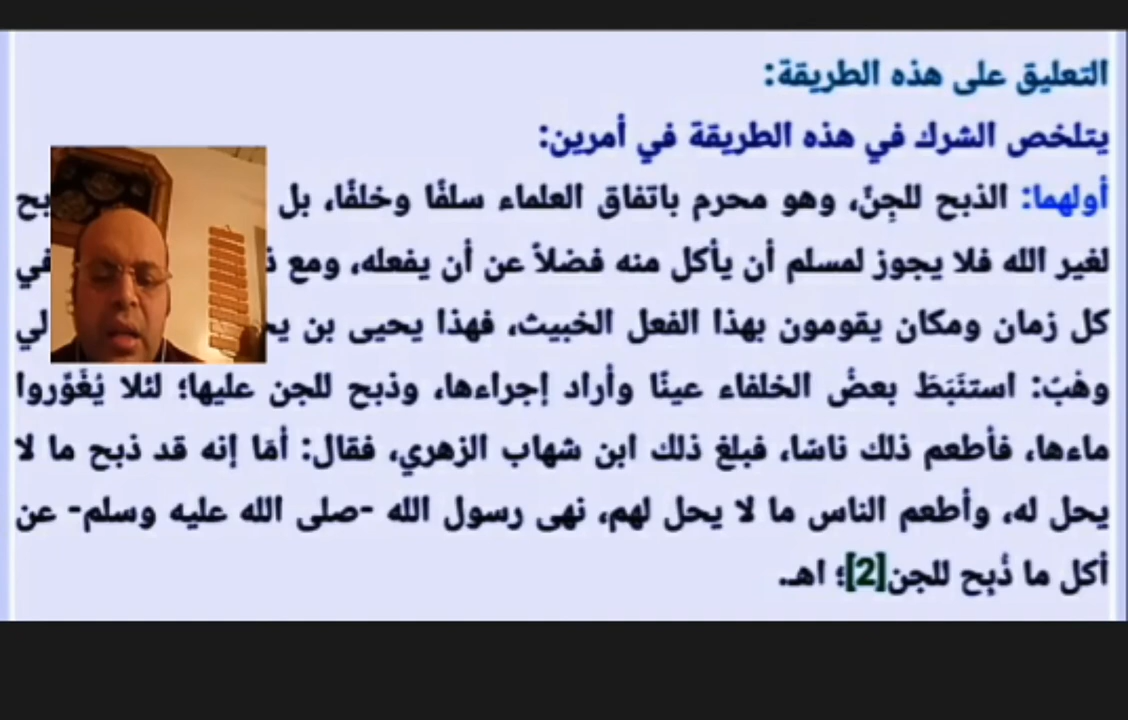 التعليق على هذه الطريقة:
يتلخص الشرك في هذه الطريقة في أمرين:
أولهما: الذبح للجِنِّ، وهو محرم باتفاق العلماء سلفًا وخلفًا، بل
لغير الله فلا يجوز لمسلم أن يأكل منه فضلاً عن أن يفعله، ومع في
كل زمان ومكان يقومون بهذا الفعل الخبيث، فهذا يحيى بن لي
وهْبٌ: استنَبَطَ بعضُ الخلفاء عينًا وأراد إجراءها، وذبح للجن عليها؛ لئلا يُغَوِّروا
ماءها، فأطعم ذلك ناسًا، فبلغ ذلك ابن شهاب الزهري، فقال: أمَا إنه قد ذبح ما لا
يحل له، وأطعم الناس ما لا يحل لهم، نهى رسول الله -صلى الله عليه وسلم- عن
أكل ما ذُبِح للجن[2]؛ اهـ.